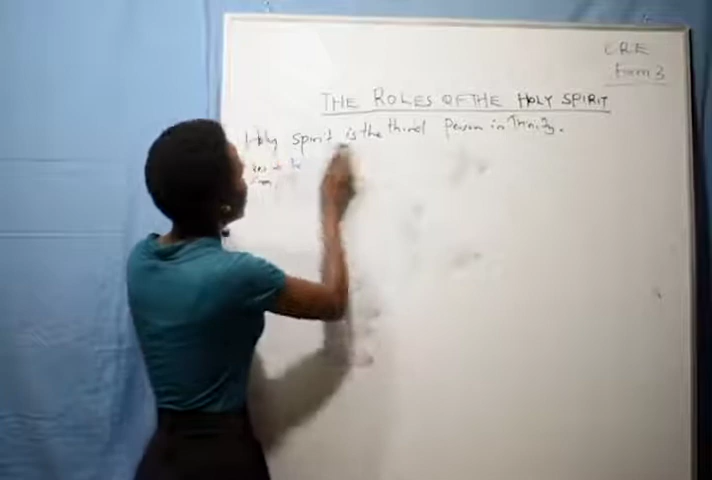 CRE
Form 3
THE ROLES OF THE HOLY SPIRIT
Holy spirit is the third Person in Trinity.